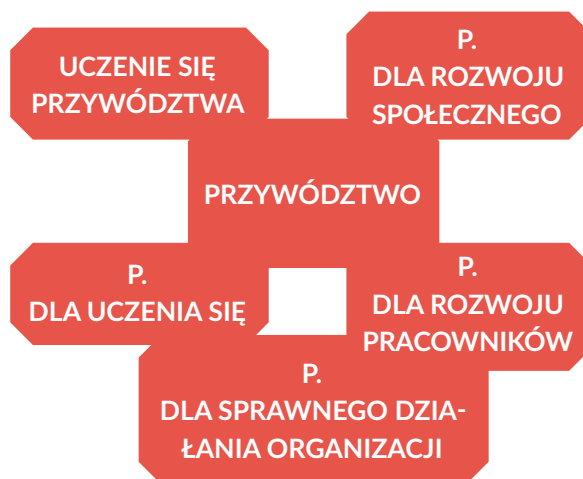 UCZENIE SIĘ
PRZYWÓDZTWA
P.
DLA ROZWOJU
SPOŁECZNEGO
PRZYWÓDZTWO
P.
DLA UCZENIA SIĘ
P.
DLA ROZWOJU
PRACOWNIKÓW
P.
DLA SPRAWNEGO DZIA-
ŁANIA ORGANIZACJI